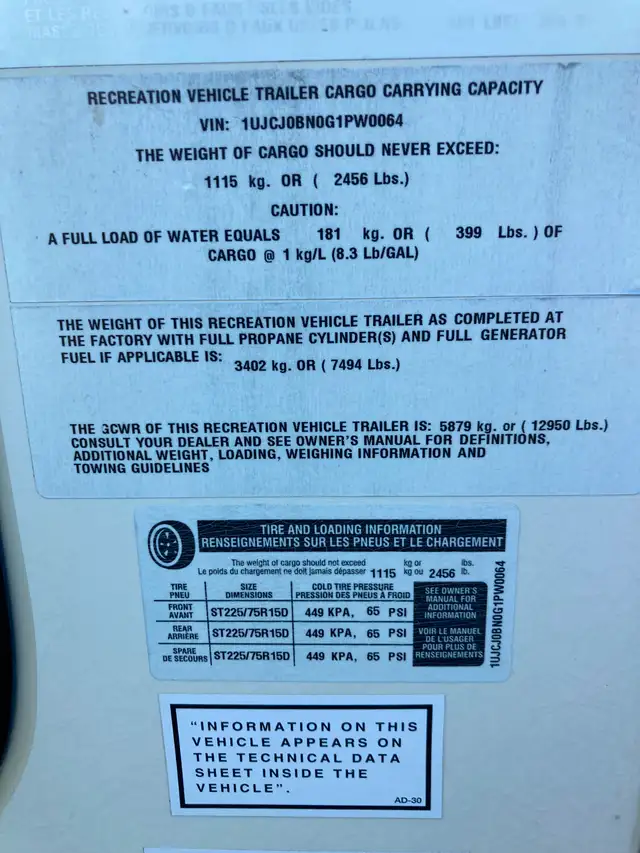 ET LES RE
RECREATION VEHICLE TRAILER CARGO CARRYING CAPACITY
VIN: 1UJCJ0BN0G1PW0064
THE WEIGHT OF CARGO SHOULD NEVER EXCEED:
1115 kg. OR ( 2456 Lbs.)
CAUTION:
A FULL LOAD OF WATER EQUALS 181 kg. OR ( 399 Lbs. ) OF
CARGO @ 1 kg/L (8.3 Lb/GAL)
THE WEIGHT OF THIS RECREATION VEHICLE TRAILER AS COMPLETED AT
THE FACTORY WITH FULL PROPANE CYLINDER(S) AND FULL GENERATOR
FUEL IF APPLICABLE IS: 3402 kg. OR ( 7494 Lbs.)
THE GCWR OF THIS RECREATION VEHICLE TRAILER IS: 5879 kg. or ( 12950 Lbs.)
CONSULT YOUR DEALER AND SEE OWNER'S MANUAL FOR DEFINITIONS,
ADDITIONAL WEIGHT, LOADING, WEIGHING INFORMATION AND
TOWING GUIDELINES
TIRE AND LOADING INFORMATION
RENSEIGNEMENTS SUR LES PNEUS ET LE CHARGEMENT
The weight of cargo should not exceed kg or lbs.
Le poids du chargement ne doit jamais dépasser 1115 kg ou 2456 lb.
TIRE SIZE COLD TIRE PRESSURE
PNEU DIMENSIONS PRESSION DES PNEUS À FROID
FRONT
AVANT ST225/75R15D 449 KPA, 65 PSI
REAR
ARRIÈRE ST225/75R15D 449 KPA, 65 PSI
SPARE
DE SECOURS ST225/75R15D 449 KPA, 65 PSI
SEE OWNER'S
MANUAL FOR
ADDITIONAL
INFORMATION
VOIR LE MANUEL
DE L'USAGER
POUR PLUS DE
RENSEIGNEMENTS
1UJCJ0BN0G1PW0064
"INFORMATION ON THIS
VEHICLE APPEARS ON
THE TECHNICAL DATA
SHEET INSIDE THE
VEHICLE".
AD-30